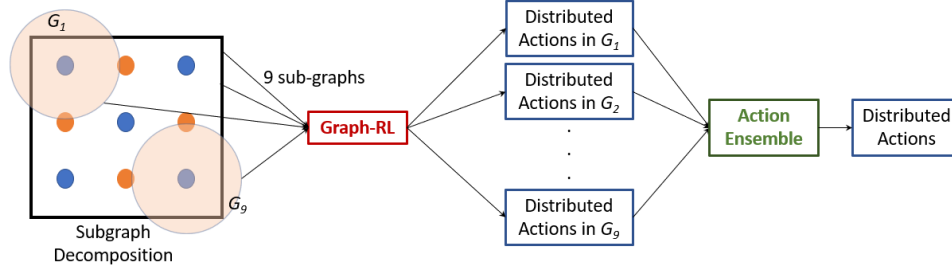 G1
9 sub-graphs
G9
Subgraph
Decomposition
Graph-RL
Distributed
Actions in G1
Distributed
Actions in G2
.
.
.
Distributed
Actions in G9
Action
Ensemble
Distributed
Actions